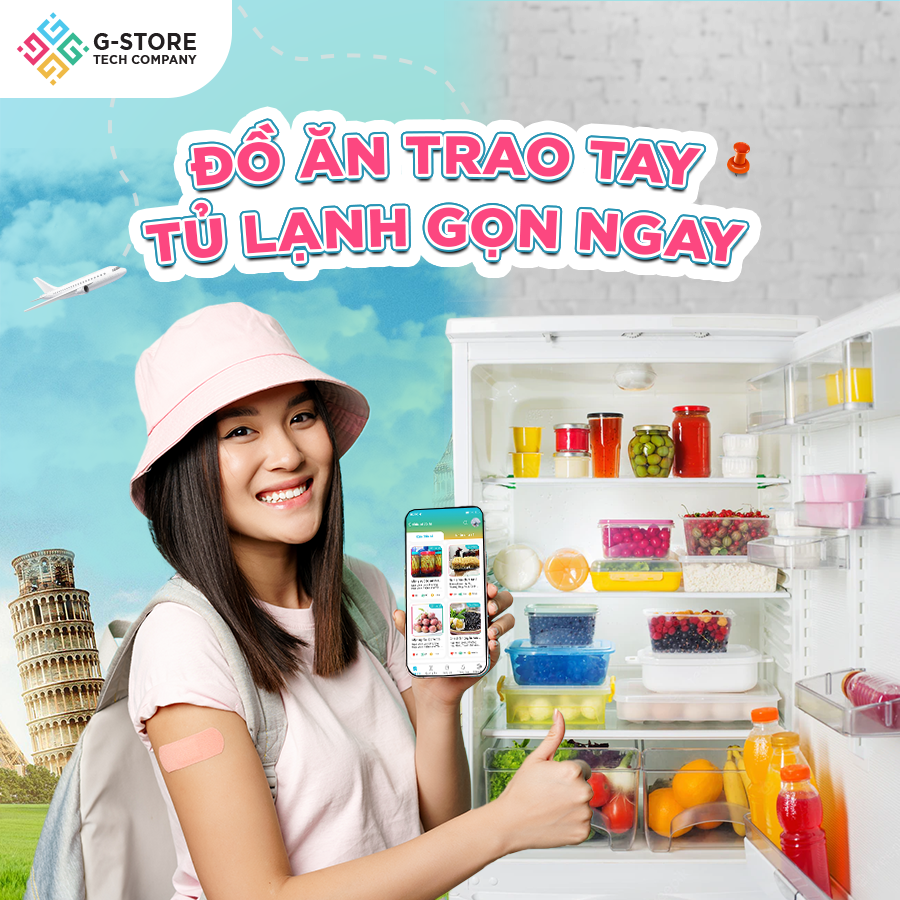 G-STORE
TECH COMPANY
ĐỒ ĂN TRAO TAY
TỦ LẠNH GỌN NGAY